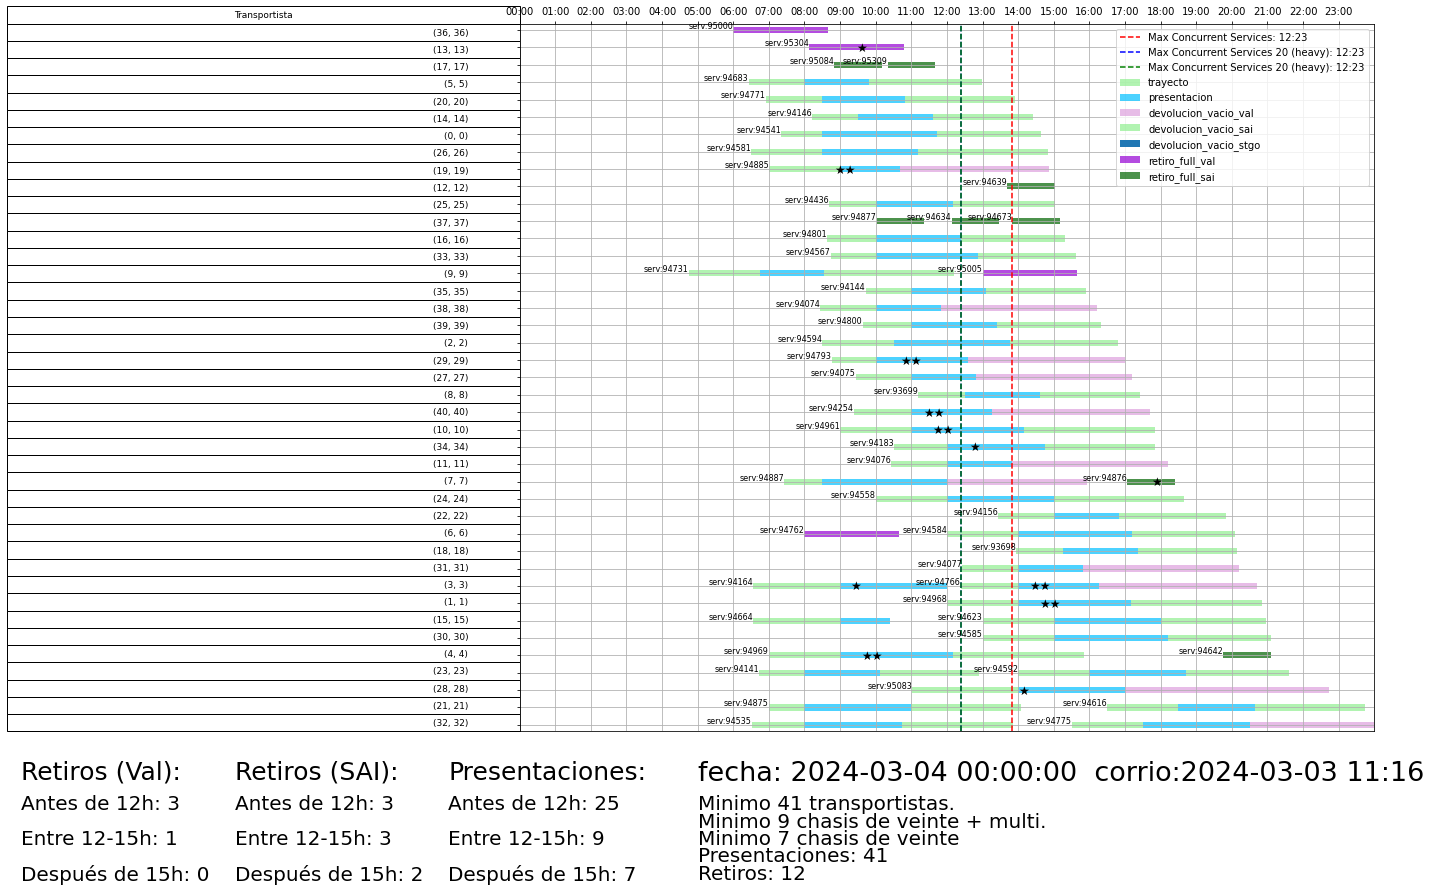 Transportista
00:00 01:00 02:00 03:00 04:00 05:00 06:00 07:00 08:00 09:00 10:00 11:00 12:00 13:00 14:00 15:00 16:00 17:00 18:00 19:00 20:00 21:00 22:00 23:00
(36, 36) serv:95000
(13, 13) serv:95304
(17, 17) serv:95084 serv:95309
(5, 5) serv:94683
(20, 20) serv:94771
(14, 14) serv:94146
(0, 0) serv:94541
(26, 26) serv:94581
(19, 19) serv:94885
(12, 12) serv:94639
(25, 25) serv:94436
(37, 37) serv:94877 serv:94634 serv:94673
(16, 16) serv:94801
(33, 33) serv:94567
(9, 9) serv:94731 serv:95005
(35, 35) serv:94144
(38, 38) serv:94074
(39, 39) serv:94800
(2, 2) serv:94594
(29, 29) serv:94793
(27, 27) serv:94075
(8, 8) serv:93699
(40, 40) serv:94254
(10, 10) serv:94961
(34, 34) serv:94183
(11, 11) serv:94076
(7, 7) serv:94887 serv:94876
(24, 24) serv:94558
(22, 22) serv:94156
(6, 6) serv:94762 serv:94584
(18, 18) serv:93698
(31, 31) serv:94077
(3, 3) serv:94164 serv:94766
(1, 1) serv:94968
(15, 15) serv:94664 serv:94623
(30, 30) serv:94585
(4, 4) serv:94969 serv:94642
(23, 23) serv:94141 serv:94592
(28, 28) serv:95083
(21, 21) serv:94875 serv:94616
(32, 32) serv:94535 serv:94775
Max Concurrent Services: 12:23
Max Concurrent Services 20 (heavy): 12:23
Max Concurrent Services 20 (heavy): 12:23
trayecto
presentacion
devolucion_vacio_val
devolucion_vacio_sai
devolucion_vacio_stgo
retiro_full_val
retiro_full_sai
Retiros (Val):
Antes de 12h: 3
Entre 12-15h: 1
Después de 15h: 0
Retiros (SAI):
Antes de 12h: 3
Entre 12-15h: 3
Después de 15h: 2
Presentaciones:
Antes de 12h: 25
Entre 12-15h: 9
Después de 15h: 7
fecha: 2024-03-04 00:00:00 corrio:2024-03-03 11:16
Minimo 41 transportistas.
Minimo 9 chasis de veinte + multi.
Minimo 7 chasis de veinte
Presentaciones: 41
Retiros: 12